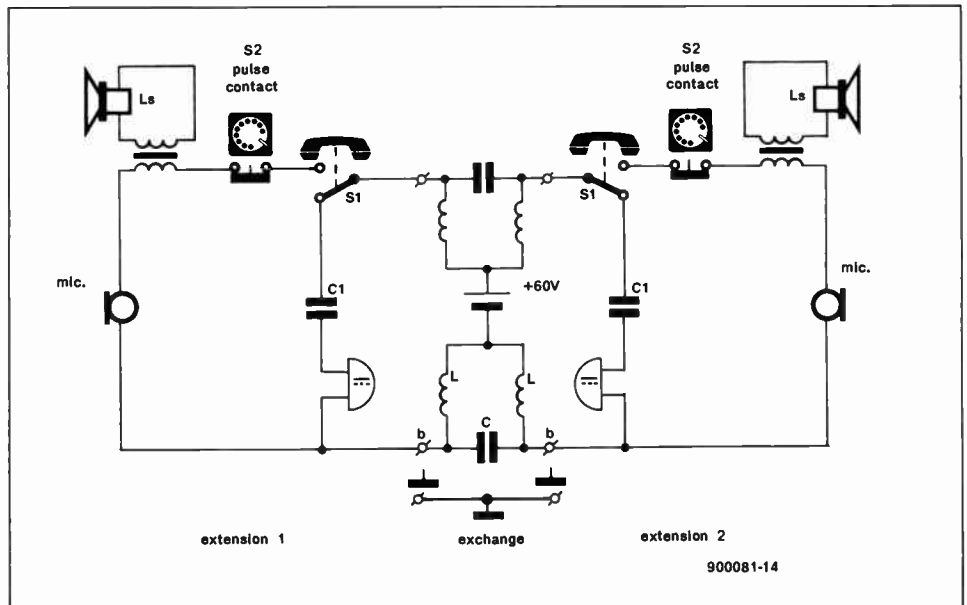 S2
pulse
contact
Ls
S1
mic.
C1
+60V
L
L
b
C
b
S2
pulse
contact
Ls
S1
C1
mic.
extension 1
exchange
extension 2
900081-14